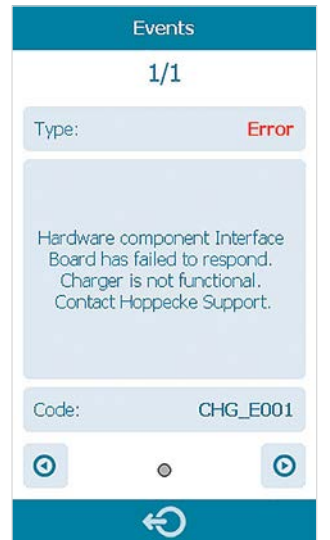 Events
1/1
Type: Error
Hardware component Interface
Board has failed to respond.
Charger is not functional.
Contact Hoppecke Support.
Code: CHG_E001